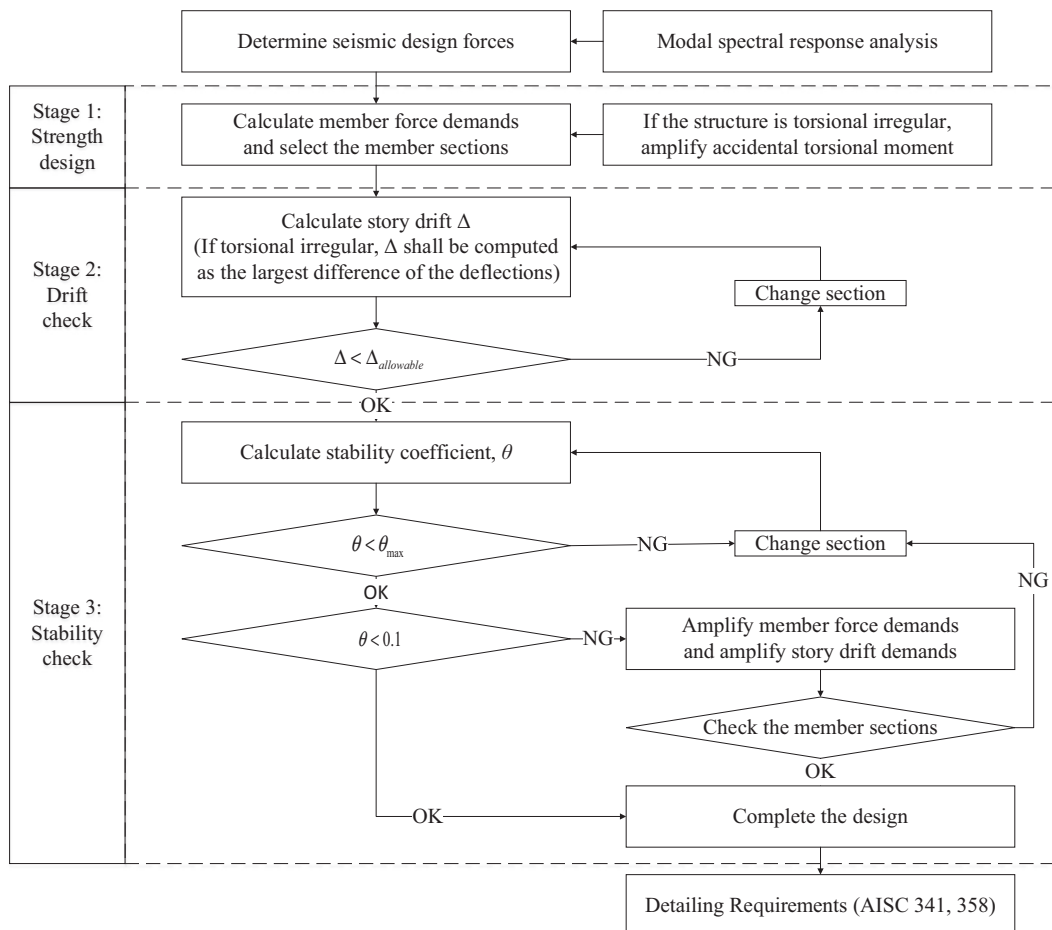 Determine seismic design forces
Modal spectral response analysis
Stage 1:
Strength
design
Calculate member force demands
and select the member sections
If the structure is torsional irregular,
amplify accidental torsional moment
Stage 2:
Drift
check
Calculate story drift Δ
(If torsional irregular, Δ shall be computed
as the largest difference of the deflections)
Change section
Δ < Δallowable
NG
OK
Stage 3:
Stability
check
Calculate stability coefficient, θ
θ < θmax
NG
Change section
NG
OK
θ < 0.1
NG
Amplify member force demands
and amplify story drift demands
Check the member sections
OK
OK
Complete the design
Detailing Requirements (AISC 341, 358)